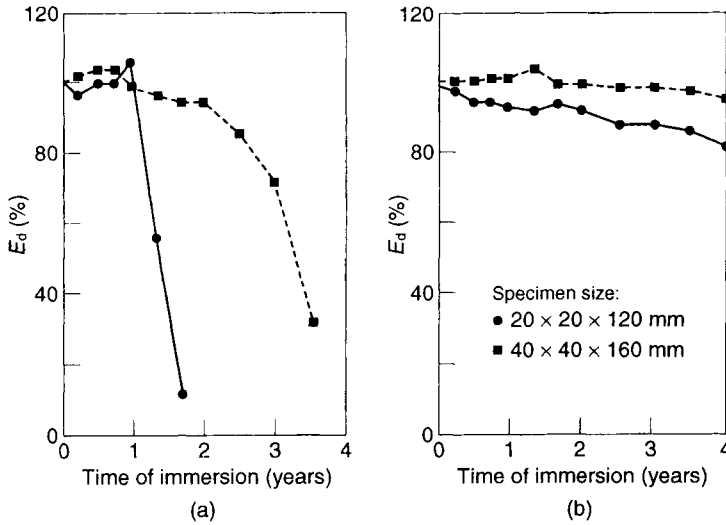 120
80
40
0
E_d (%)
0 1 2 3 4
Time of immersion (years)
(a)
120
80
40
0
E_d (%)
Specimen size:
20 × 20 × 120 mm
40 × 40 × 160 mm
0 1 2 3 4
Time of immersion (years)
(b)